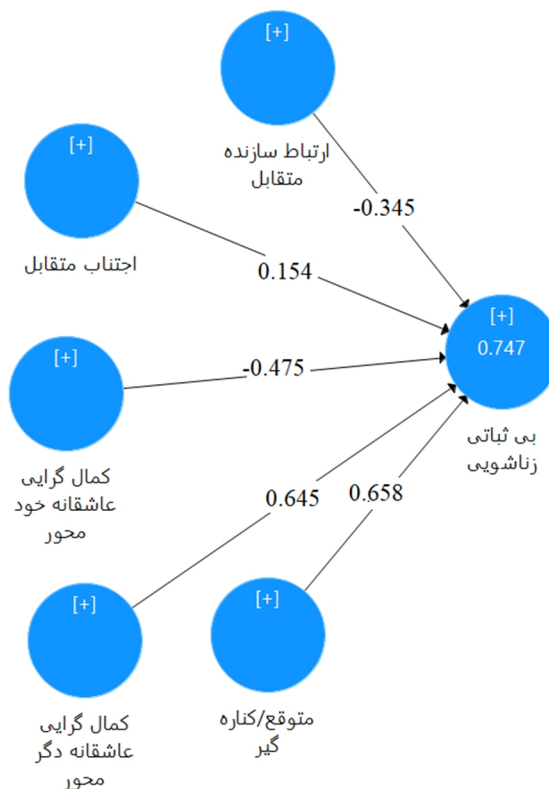 [+]
ارتباط سازنده
متقابل
-0.345
[+]
اجتناب متقابل
0.154
[+]
0.747
بی ثباتی
زناشویی
[+]
-0.475
کمال گرایی
عاشقانه خود
محور
0.645
0.658
[+]
کمال گرایی
عاشقانه دگر
محور
[+]
متوقع/کناره
گیر